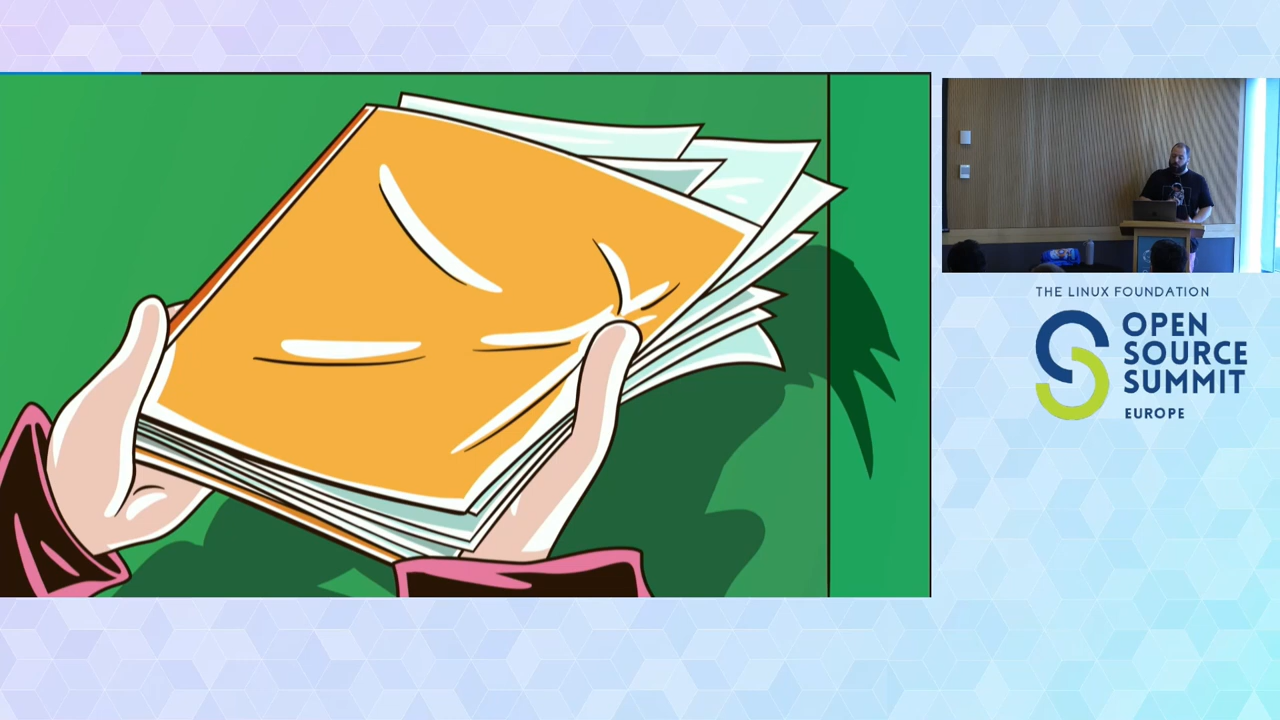 THE LINUX FOUNDATION
OPEN
SOURCE
SUMMIT
EUROPE